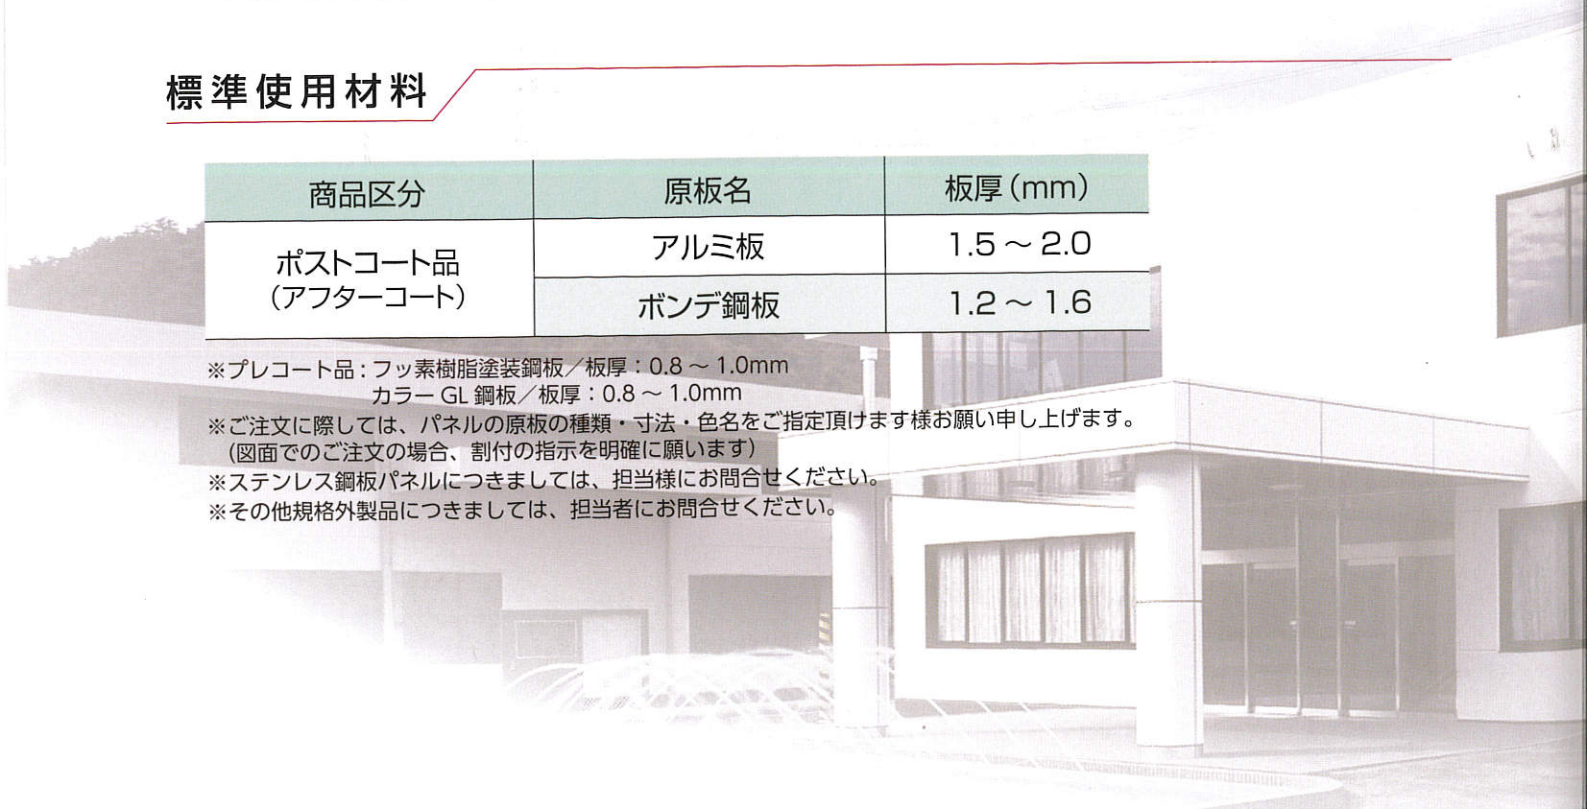 標準使用材料
商品区分 原板名 板厚(mm)
ポストコート品
(アフターコート)
アルミ板 1.5～2.0
ボンデ鋼板 1.2～1.6
※プレコート品:フッ素樹脂塗装鋼板／板厚:0.8～1.0mm
カラーGL鋼板／板厚:0.8～1.0mm
※ご注文に際しては、パネルの原板の種類・寸法・色名をご指定頂けます様お願い申し上げます。
(図面でのご注文の場合、割付の指示を明確に願います)
※ステンレス鋼板パネルにつきましては、担当様にお問合せください。
※その他規格外製品につきましては、担当者にお問合せください。